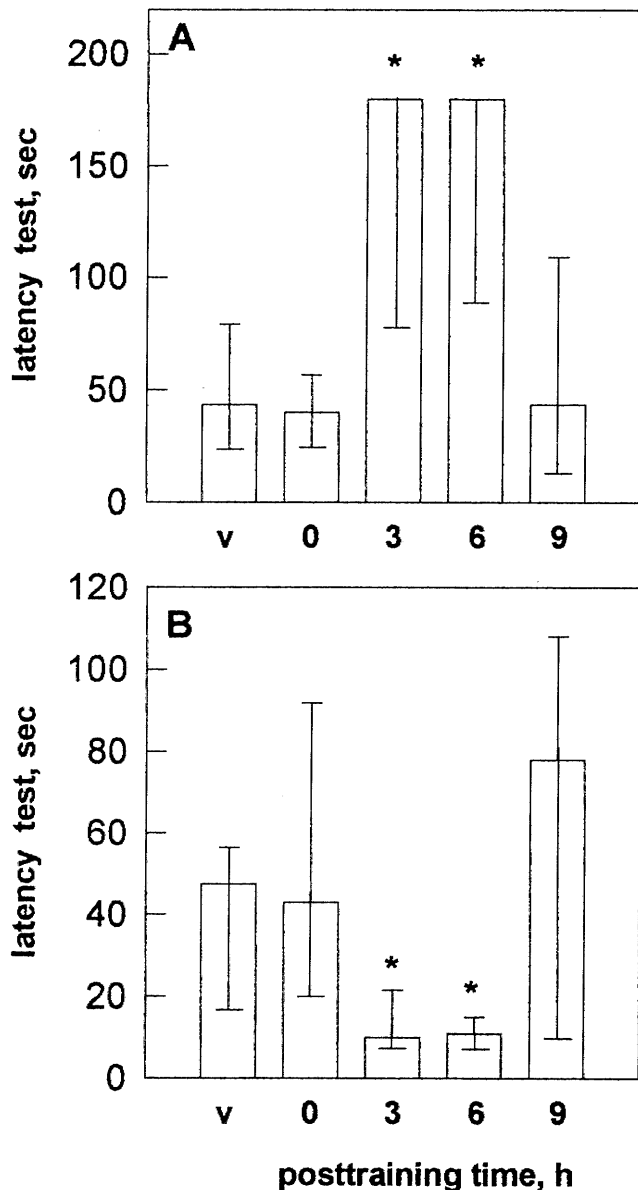 A
latency test, sec
200
150
100
50
0
* *
v 0 3 6 9
B
latency test, sec
120
100
80
60
40
20
0
* *
v 0 3 6 9
posttraining time, h